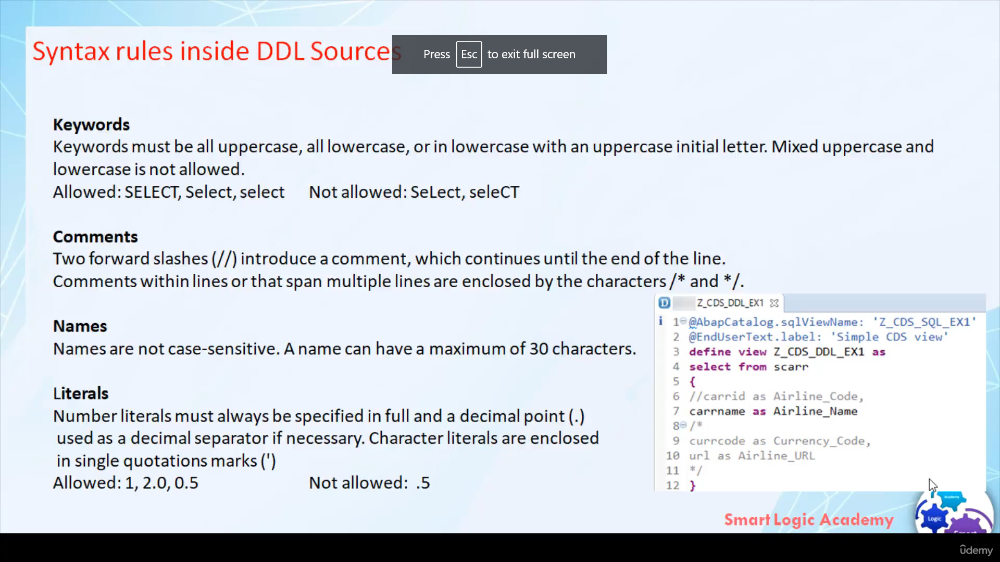 Syntax rules inside DDL Sources
Press Esc to exit full screen
Keywords
Keywords must be all uppercase, all lowercase, or in lowercase with an uppercase initial letter. Mixed uppercase and
lowercase is not allowed.
Allowed: SELECT, Select, select Not allowed: SeLect, seleCT
Comments
Two forward slashes (//) introduce a comment, which continues until the end of the line.
Comments within lines or that span multiple lines are enclosed by the characters /* and */.
Names
Names are not case-sensitive. A name can have a maximum of 30 characters.
Literals
Number literals must always be specified in full and a decimal point (.)
used as a decimal separator if necessary. Character literals are enclosed
in single quotations marks (')
Allowed: 1, 2.0, 0.5 Not allowed: .5
D Z_CDS_DDL_EX1
i 1 @AbapCatalog.sqlViewName: 'Z_CDS_SQL_EX1'
2 @EndUserText.label: 'Simple CDS view'
3 define view Z_CDS_DDL_EX1 as
4 select from scarr
5 {
6 //carrid as Airline_Code,
7 carrname as Airline_Name
8 /*
9 currcode as Currency_Code,
10 url as Airline_URL
11 */
12 }
Smart Logic Academy
Academy
Logic
Smart
udemy